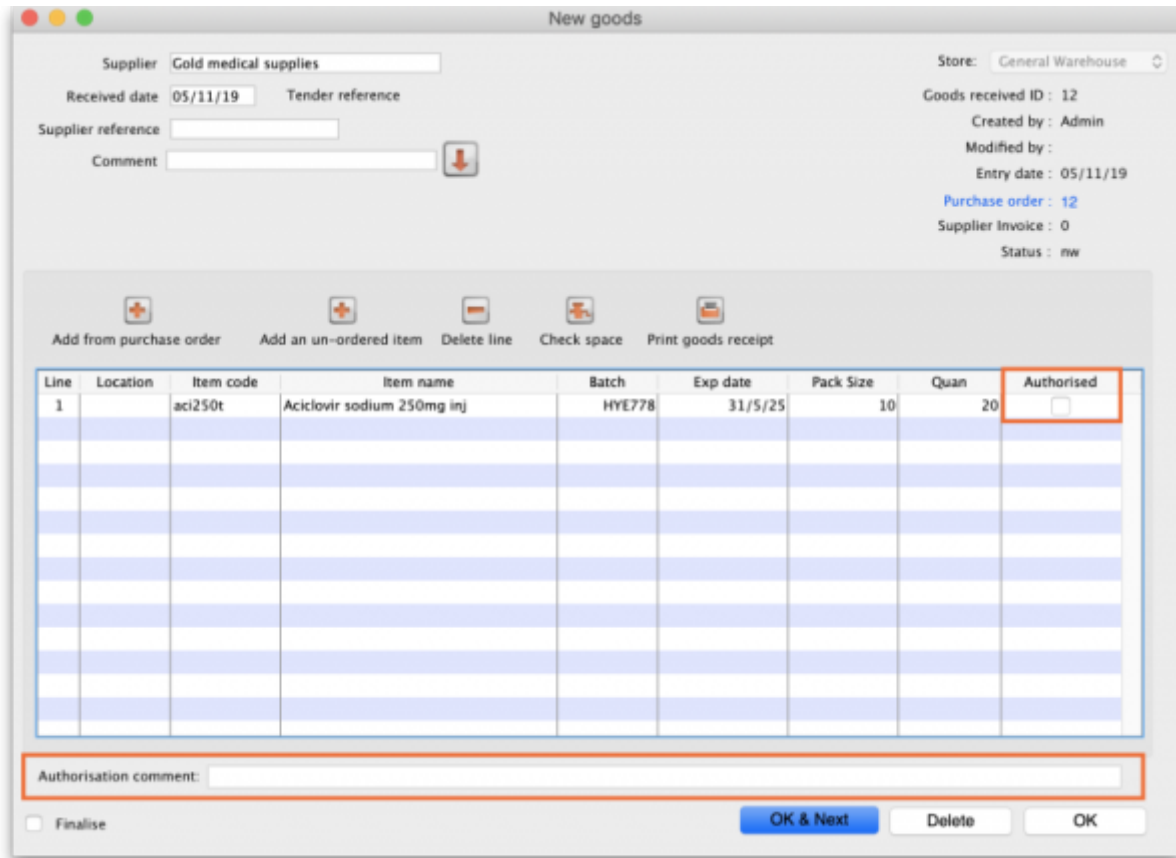 New goods
Supplier Gold medical supplies
Store: General Warehouse
Received date 05/11/19 Tender reference
Goods received ID : 12
Supplier reference
Created by : Admin
Comment
Modified by :
Entry date : 05/11/19
Purchase order : 12
Supplier Invoice : 0
Status : nw
Add from purchase order Add an un-ordered item Delete line Check space Print goods receipt
Line Location Item code Item name Batch Exp date Pack Size Quan Authorised
1 aci250t Aciclovir sodium 250mg inj HYE778 31/5/25 10 20
Authorisation comment:
Finalise OK & Next Delete OK